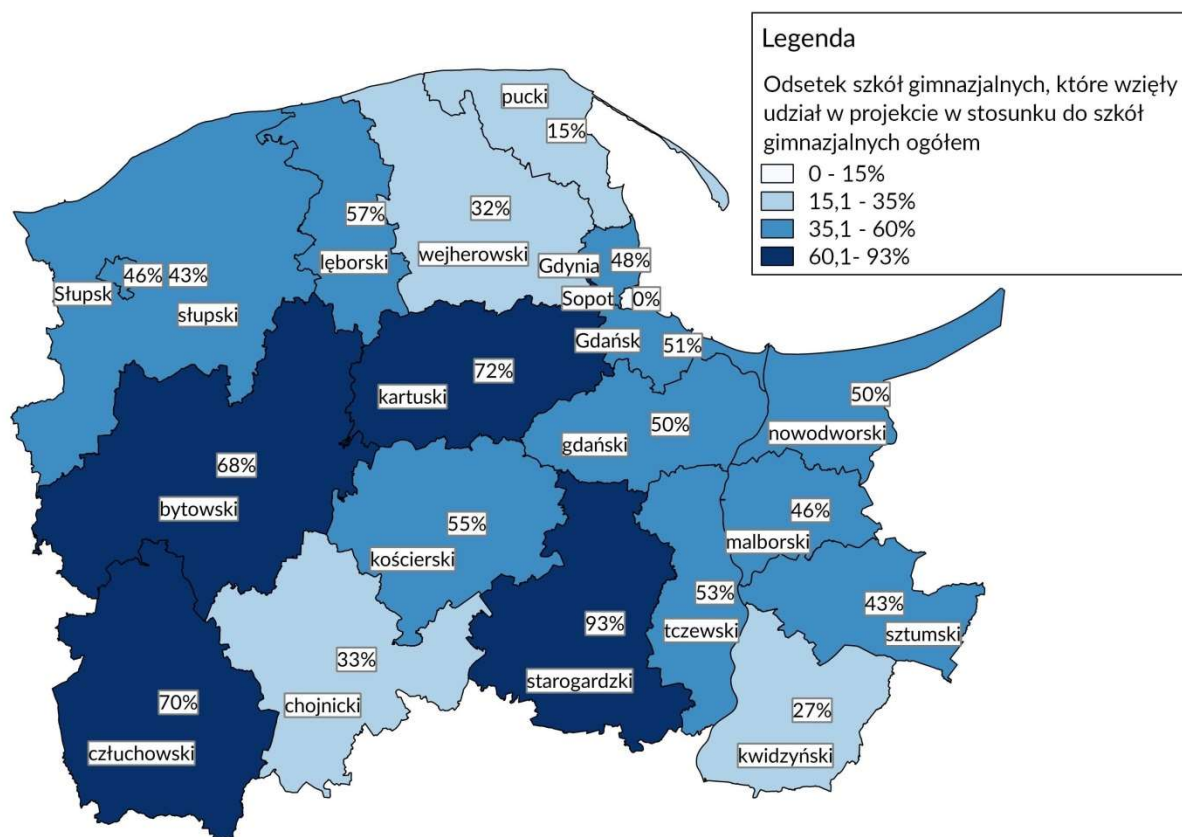 Legenda
Odsetek szkół gimnazjalnych, które wzięły
udział w projekcie w stosunku do szkół
gimnazjalnych ogółem
0 - 15%
15,1 - 35%
35,1 - 60%
60,1- 93%
pucki
15%
57%
32%
lęborski
wejherowski
Gdynia
48%
46%
43%
Słupsk
słupski
Sopot
0%
Gdańsk
51%
72%
kartuski
50%
nowodworski
50%
gdański
68%
bytowski
55%
kościerski
46%
malborski
53%
tczewski
43%
sztumski
93%
starogardzki
33%
chojnicki
70%
człuchowski
27%
kwidzyński